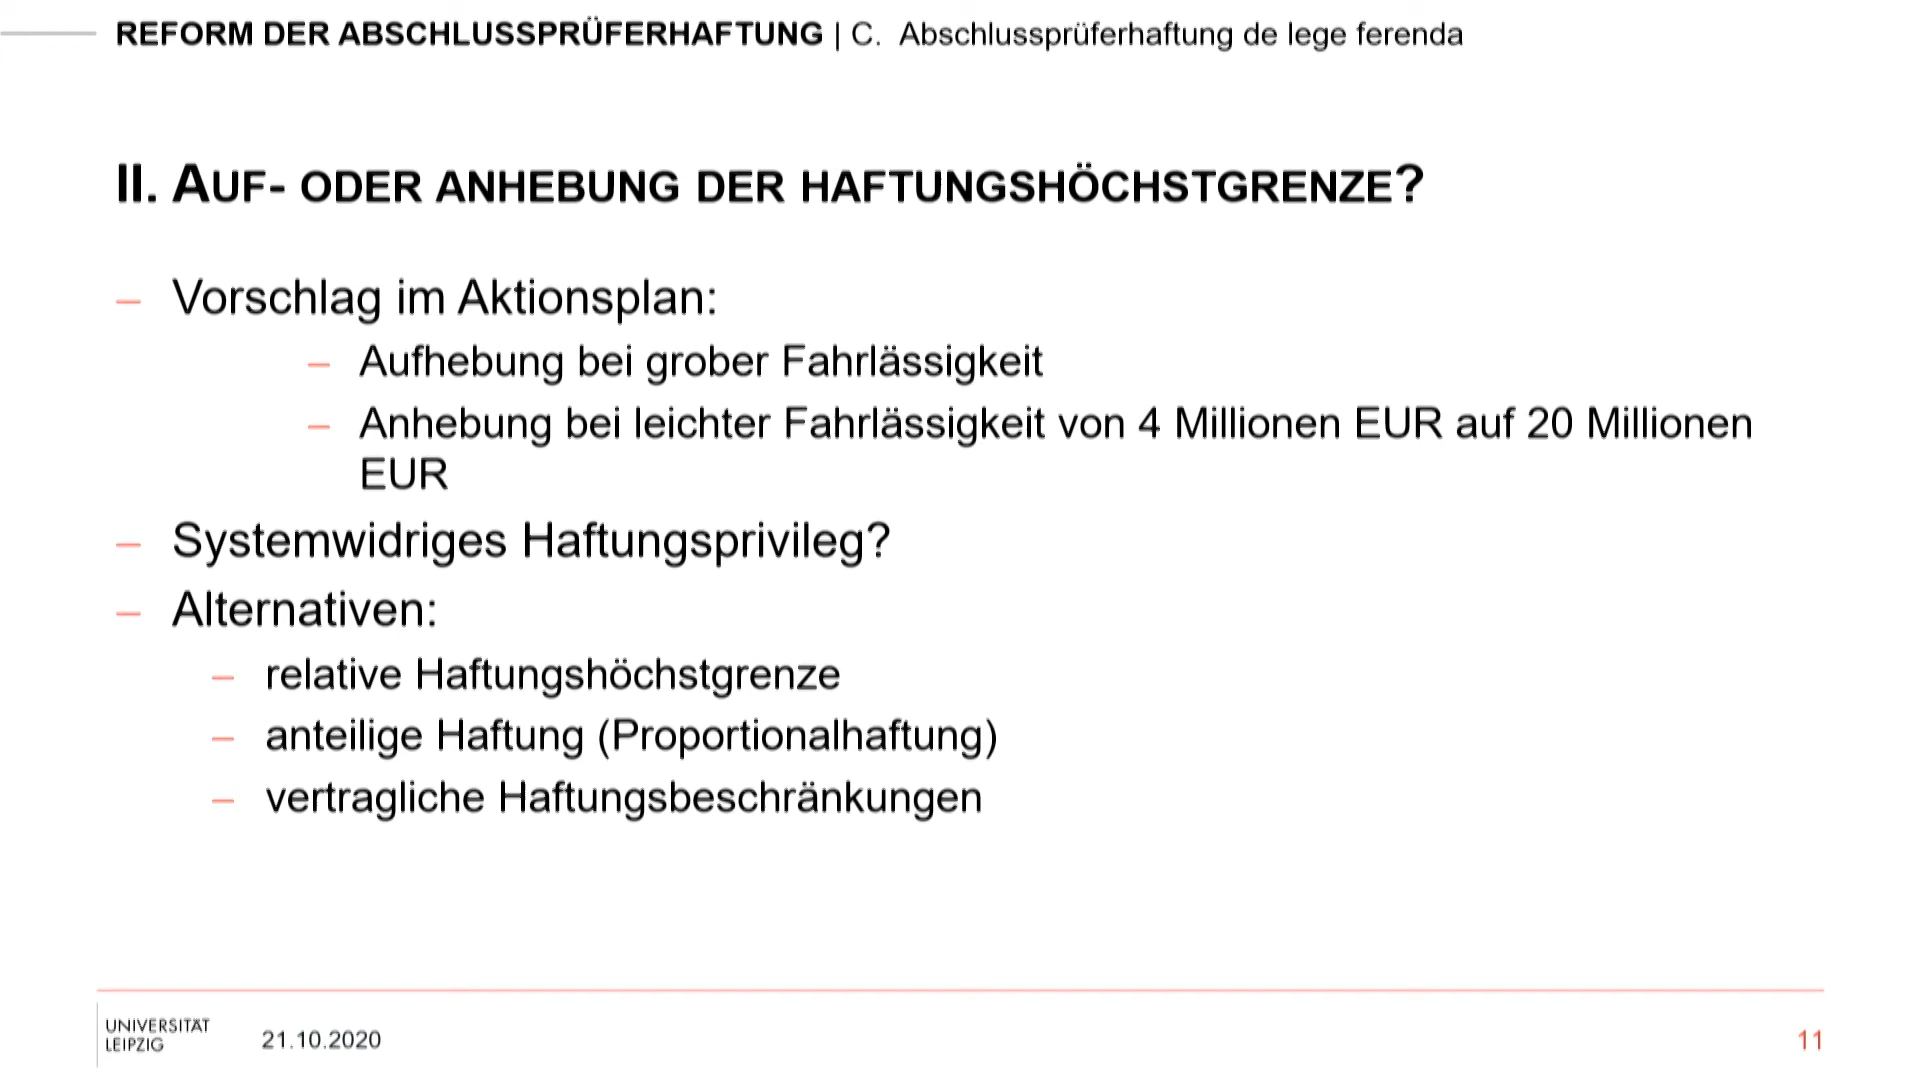 REFORM DER ABSCHLUSSPRÜFERHAFTUNG | C. Abschlussprüferhaftung de lege ferenda
II. AUF- ODER ANHEBUNG DER HAFTUNGSHÖCHSTGRENZE?
– Vorschlag im Aktionsplan:
– Aufhebung bei grober Fahrlässigkeit
– Anhebung bei leichter Fahrlässigkeit von 4 Millionen EUR auf 20 Millionen
EUR
– Systemwidriges Haftungsprivileg?
– Alternativen:
– relative Haftungshöchstgrenze
– anteilige Haftung (Proportionalhaftung)
– vertragliche Haftungsbeschränkungen
UNIVERSITÄT
LEIPZIG
21.10.2020
11